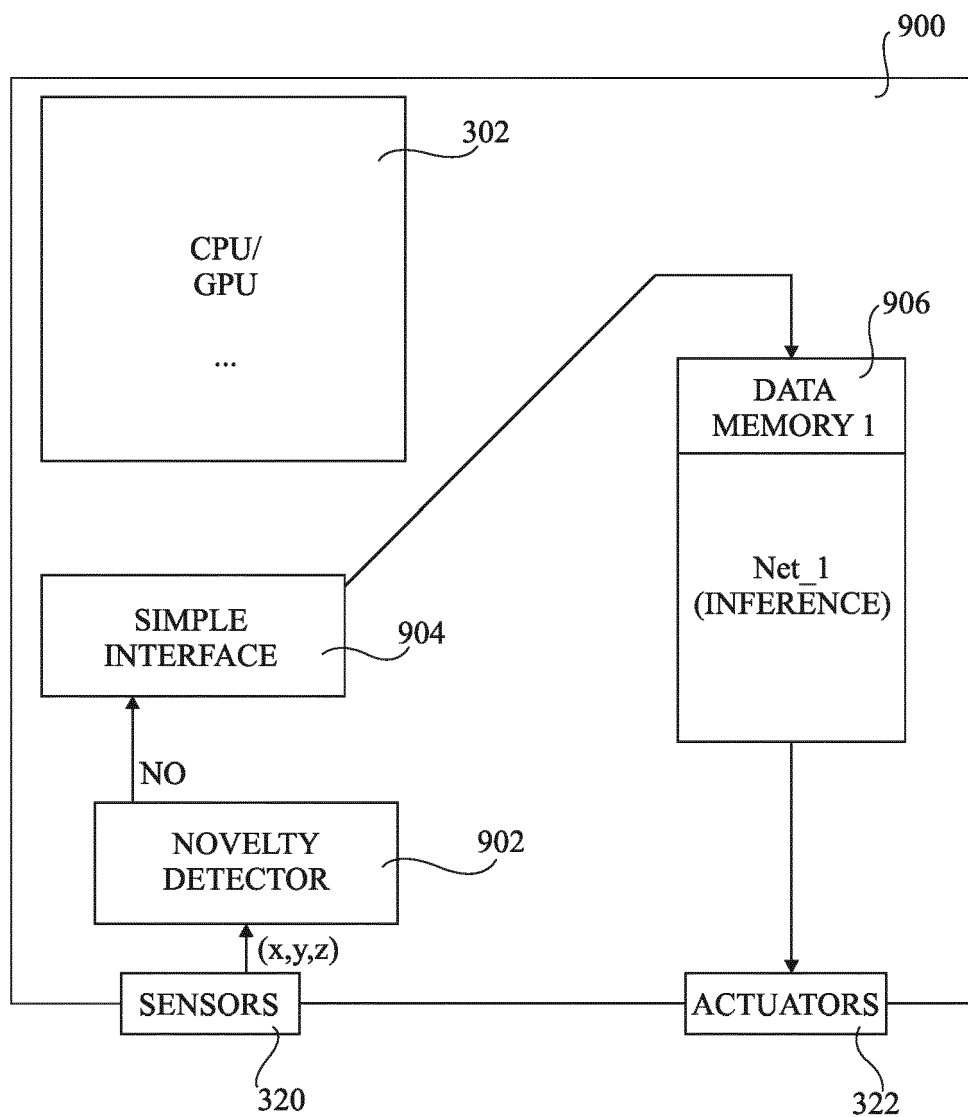 900
302
CPU/
GPU
...
906
DATA
MEMORY 1
Net_1
(INFERENCE)
SIMPLE
INTERFACE
904
NO
NOVELTY
DETECTOR
902
(x,y,z)
SENSORS
ACTUATORS
320
322